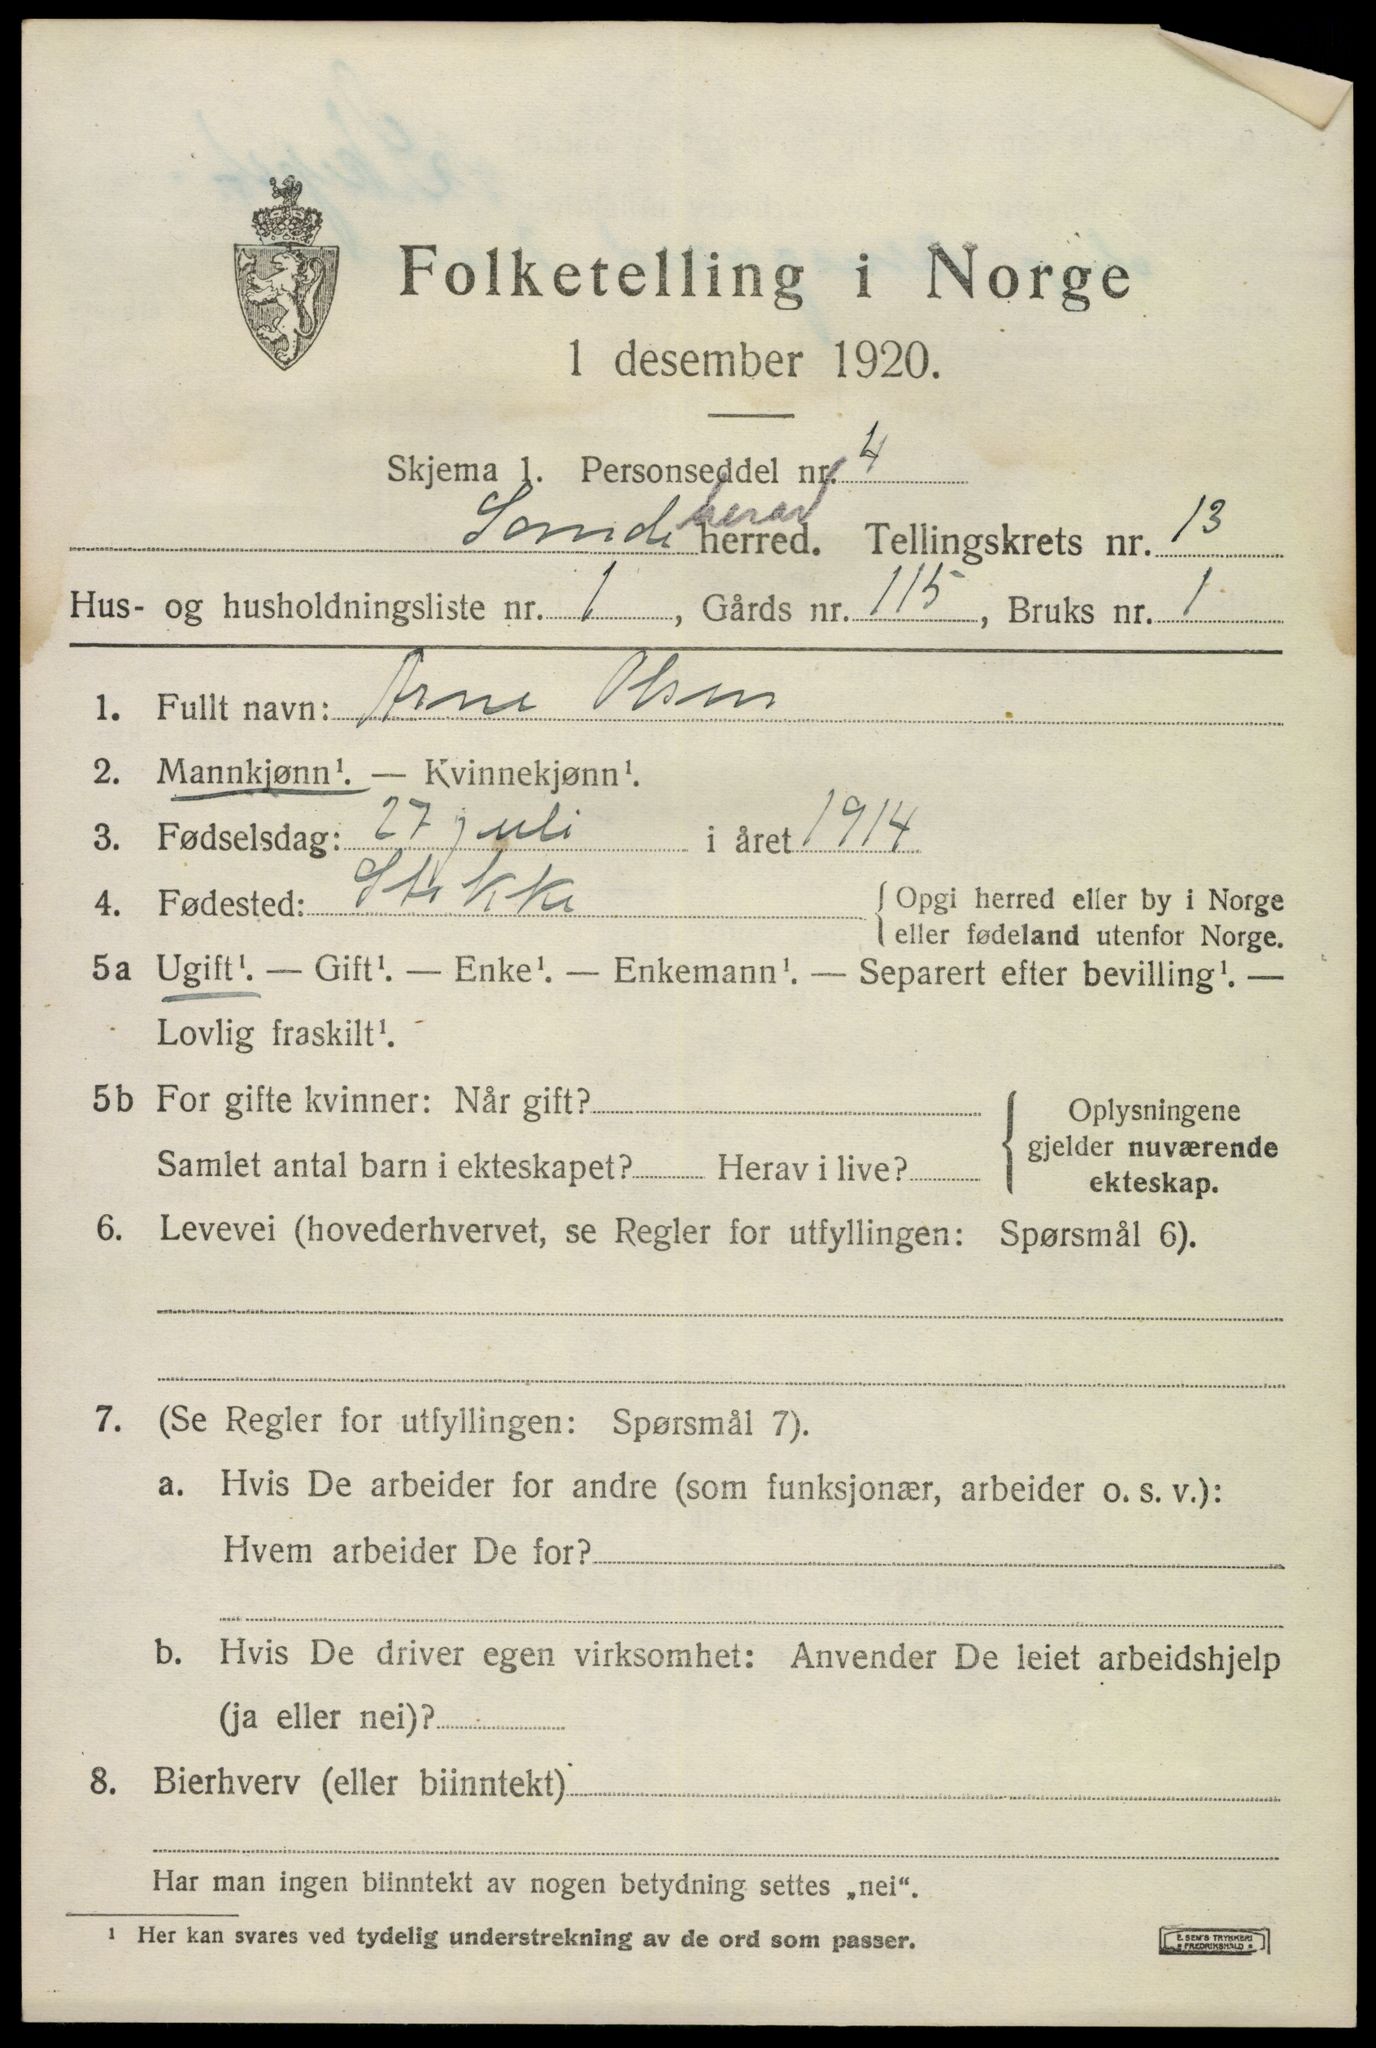 Folketelling i Norge
1 desember 1920.
Skjema 1. Personseddel nr. 4
Sande herad herred. Tellingskrets nr. 13
Hus- og husholdningsliste nr. 1, Gårds nr. 115, Bruks nr. 1
1. Fullt navn: Arne Olsen
2. Mannkjønn¹. — Kvinnekjønn¹.
3. Fødselsdag: 27 juli i året 1914
4. Fødested: Stokke { Opgi herred eller by i Norge
eller fødeland utenfor Norge.
5a Ugift¹. — Gift¹. — Enke¹. — Enkemann¹. — Separert efter bevilling¹. —
Lovlig fraskilt¹.
5b For gifte kvinner: Når gift? { Oplysningene
gjelder nuværende
Samlet antal barn i ekteskapet? Herav i live?
ekteskap.
6. Levevei (hovederhvervet, se Regler for utfyllingen: Spørsmål 6).
7. (Se Regler for utfyllingen: Spørsmål 7).
a. Hvis De arbeider for andre (som funksjonær, arbeider o. s. v.):
Hvem arbeider De for?
b. Hvis De driver egen virksomhet: Anvender De leiet arbeidshjelp
(ja eller nei)?
8. Bierhverv (eller biinntekt)
Har man ingen biinntekt av nogen betydning settes „nei“.
¹ Her kan svares ved tydelig understrekning av de ord som passer.
E. SEM'S TRYKKERI
FREDRIKSHALD